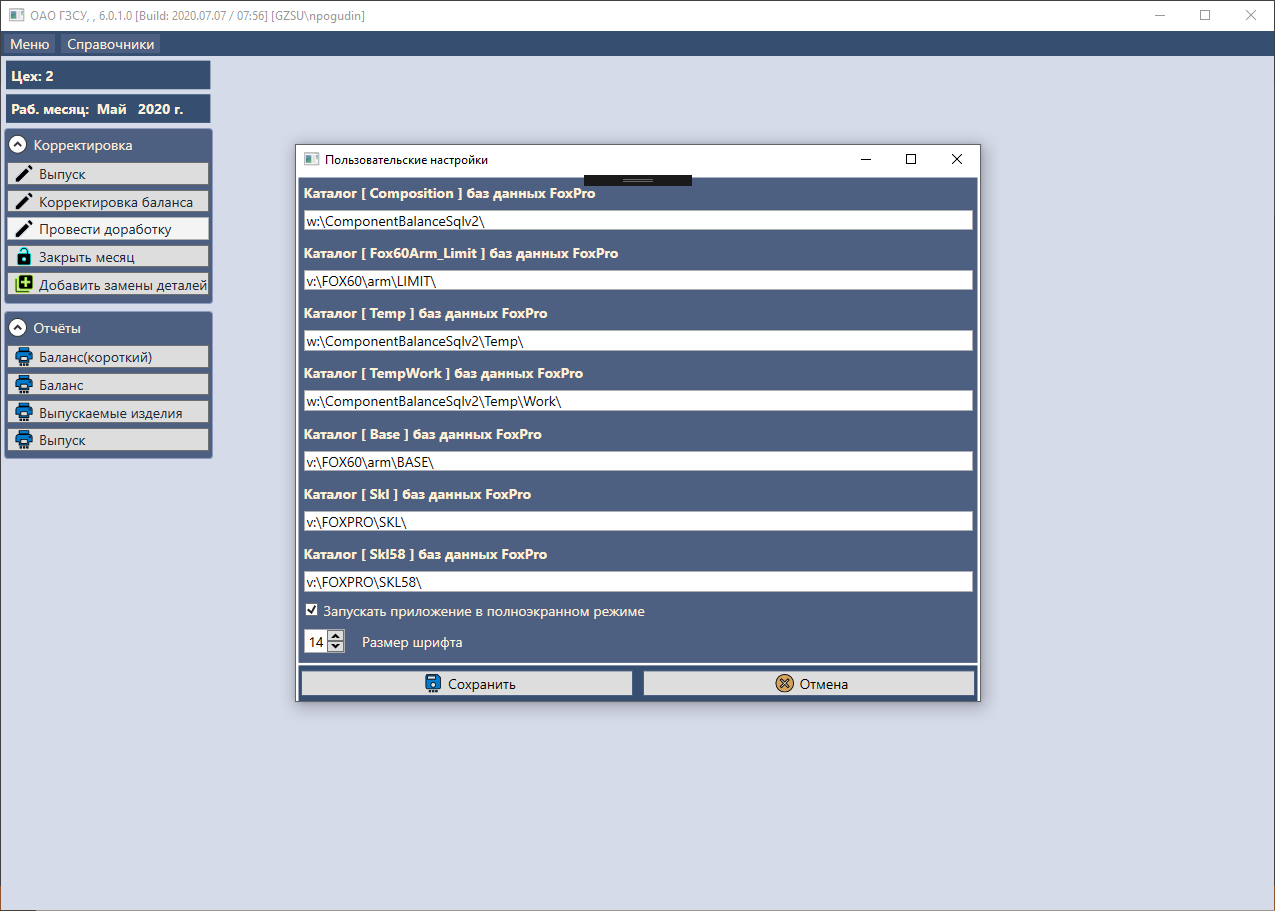 ОАО ГЗСУ, , 6.0.1.0 [Build: 2020.07.07 / 07:56] [GZSU\npogudin]
Меню Справочники
Цех: 2
Раб. месяц: Май 2020 г.
Корректировка
Выпуск
Корректировка баланса
Провести доработку
Закрыть месяц
Добавить замены деталей
Отчёты
Баланс(короткий)
Баланс
Выпускаемые изделия
Выпуск
Пользовательские настройки
Каталог [ Composition ] баз данных FoxPro
w:\ComponentBalanceSqlv2\
Каталог [ Fox60Arm_Limit ] баз данных FoxPro
v:\FOX60\arm\LIMIT\
Каталог [ Temp ] баз данных FoxPro
w:\ComponentBalanceSqlv2\Temp\
Каталог [ TempWork ] баз данных FoxPro
w:\ComponentBalanceSqlv2\Temp\Work\
Каталог [ Base ] баз данных FoxPro
v:\FOX60\arm\BASE\
Каталог [ Skl ] баз данных FoxPro
v:\FOXPRO\SKL\
Каталог [ Skl58 ] баз данных FoxPro
v:\FOXPRO\SKL58\
Запускать приложение в полноэкранном режиме
14 Размер шрифта
Сохранить Отмена